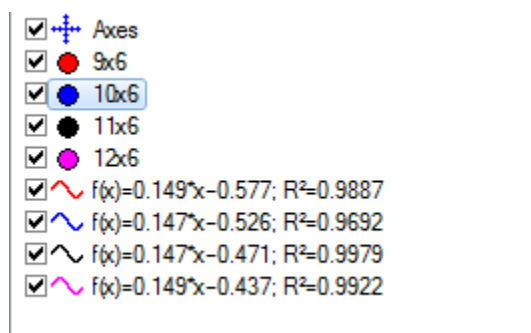 Axes
9x6
10x6
11x6
12x6
f(x)=0.149*x-0.577; R²=0.9887
f(x)=0.147*x-0.526; R²=0.9692
f(x)=0.147*x-0.471; R²=0.9979
f(x)=0.149*x-0.437; R²=0.9922